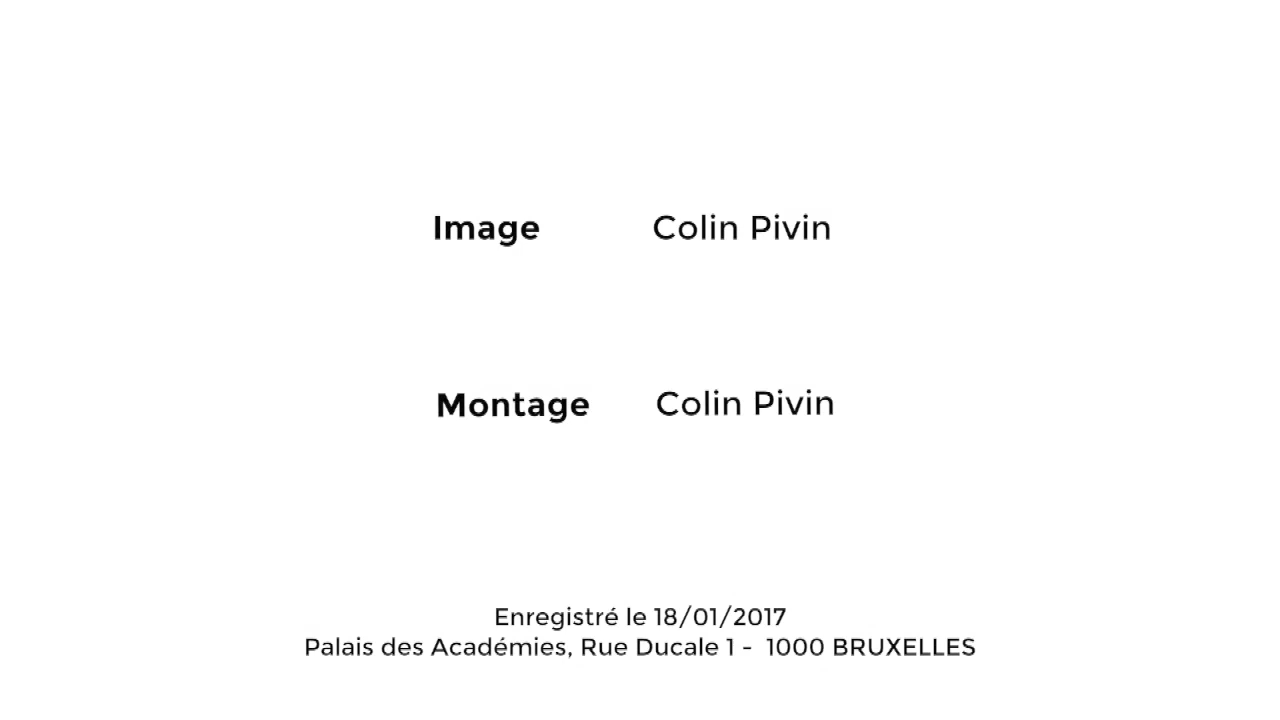 Image Colin Pivin
Montage Colin Pivin
Enregistré le 18/01/2017
Palais des Académies, Rue Ducale 1 - 1000 BRUXELLES